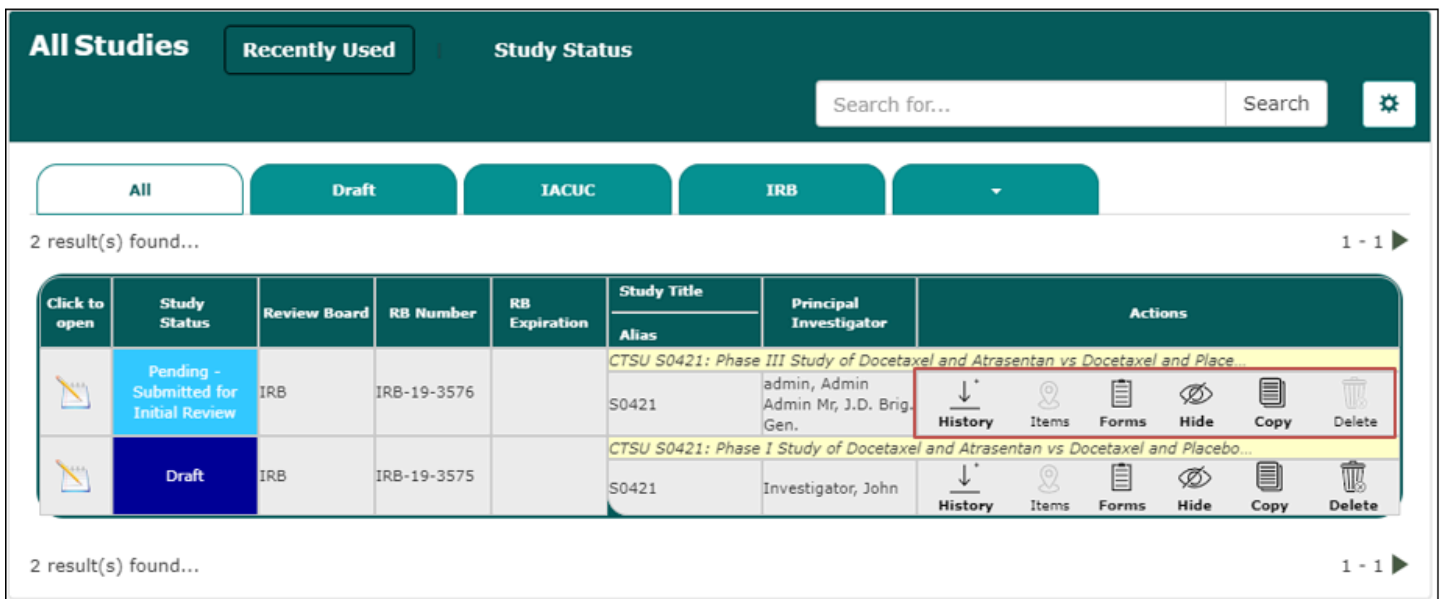 All Studies Recently Used Study Status
Search for... Search
All Draft IACUC IRB
2 result(s) found... 1 - 1
Click to open Study Status Review Board RB Number RB Expiration Study Title Alias Principal Investigator Actions
CTSU S0421: Phase III Study of Docetaxel and Atrasentan vs Docetaxel and Place...
Pending - Submitted for Initial Review IRB IRB-19-3576 S0421 admin, Admin Admin Mr, J.D. Brig. Gen. History Items Forms Hide Copy Delete
CTSU S0421: Phase I Study of Docetaxel and Atrasentan vs Docetaxel and Placebo...
Draft IRB IRB-19-3575 S0421 Investigator, John History Items Forms Hide Copy Delete
2 result(s) found... 1 - 1